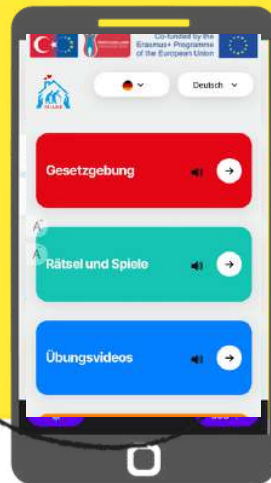 Co-funded by the
Erasmus+ Programme
of the European Union
Deutsch
Gesetzgebung
A
Rätsel und Spiele
A
Übungsvideos